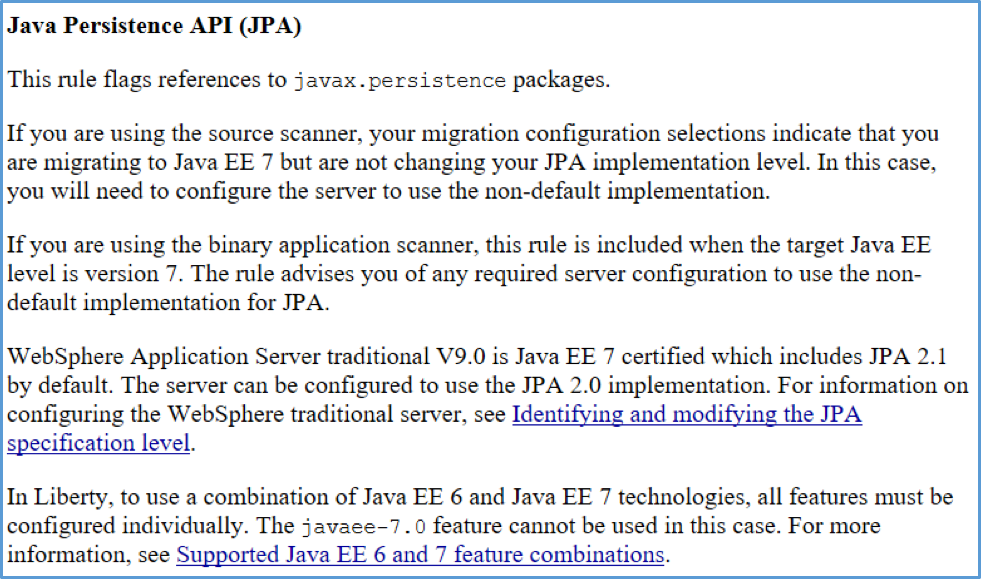 Java Persistence API (JPA)
This rule flags references to javax.persistence packages.
If you are using the source scanner, your migration configuration selections indicate that you
are migrating to Java EE 7 but are not changing your JPA implementation level. In this case,
you will need to configure the server to use the non-default implementation.
If you are using the binary application scanner, this rule is included when the target Java EE
level is version 7. The rule advises you of any required server configuration to use the non-
default implementation for JPA.
WebSphere Application Server traditional V9.0 is Java EE 7 certified which includes JPA 2.1
by default. The server can be configured to use the JPA 2.0 implementation. For information on
configuring the WebSphere traditional server, see Identifying and modifying the JPA
specification level.
In Liberty, to use a combination of Java EE 6 and Java EE 7 technologies, all features must be
configured individually. The javaee-7.0 feature cannot be used in this case. For more
information, see Supported Java EE 6 and 7 feature combinations.